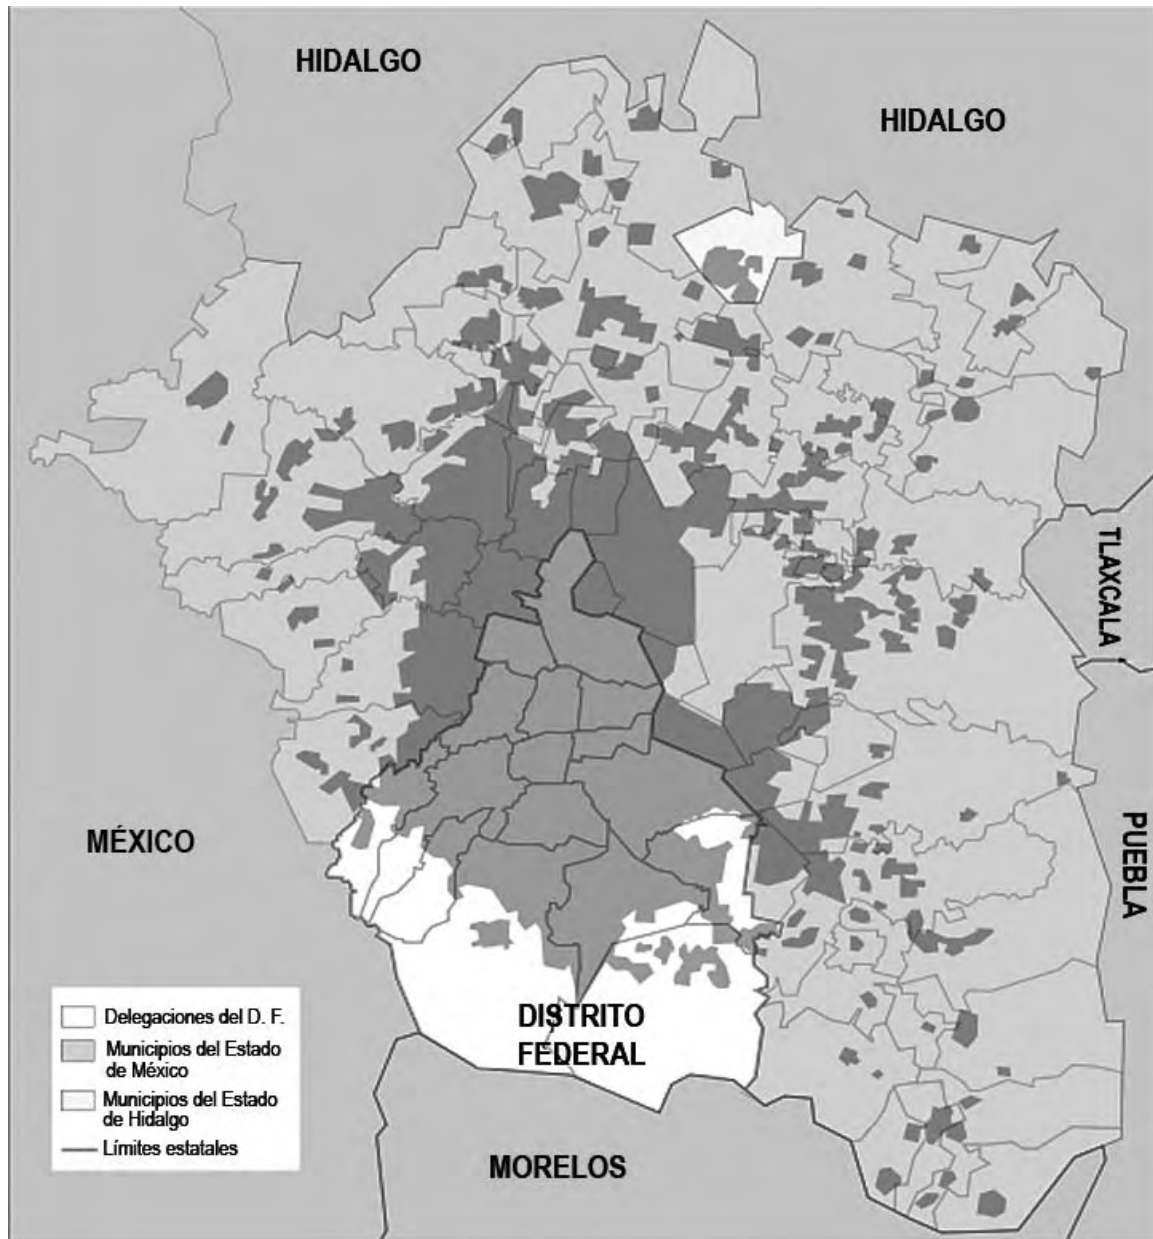 HIDALGO
HIDALGO
TLAXCALA
MÉXICO
PUEBLA
DISTRITO
FEDERAL
MORELOS
Delegaciones del D. F.
Municipios del Estado
de México
Municipios del Estado
de Hidalgo
Límites estatales